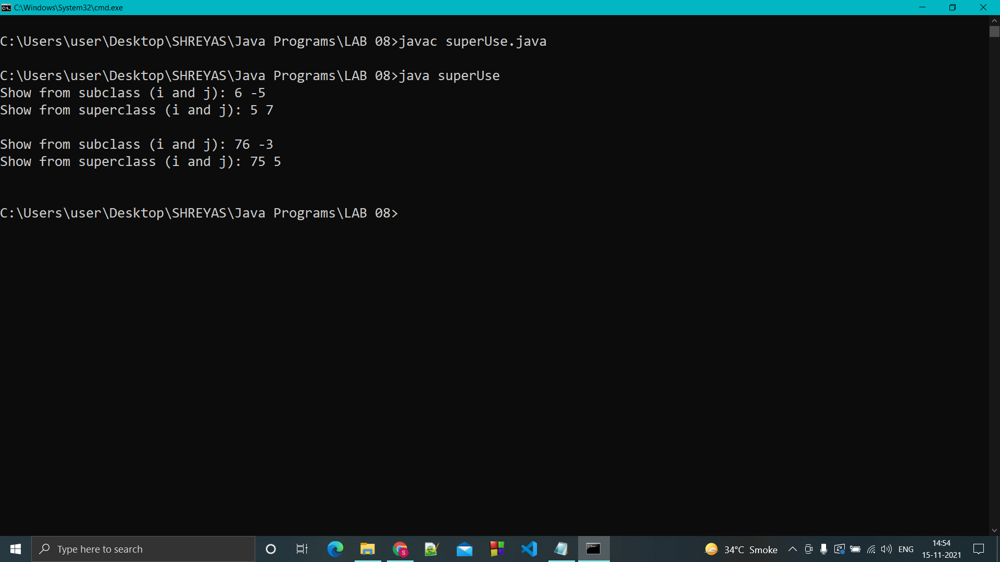 C:\Windows\System32\cmd.exe
C:\Users\user\Desktop\SHREYAS\Java Programs\LAB 08>javac superUse.java
C:\Users\user\Desktop\SHREYAS\Java Programs\LAB 08>java superUse
Show from subclass (i and j): 6 -5
Show from superclass (i and j): 5 7
Show from subclass (i and j): 76 -3
Show from superclass (i and j): 75 5
C:\Users\user\Desktop\SHREYAS\Java Programs\LAB 08>
Type here to search
S
34°C Smoke
ENG
14:54
15-11-2021